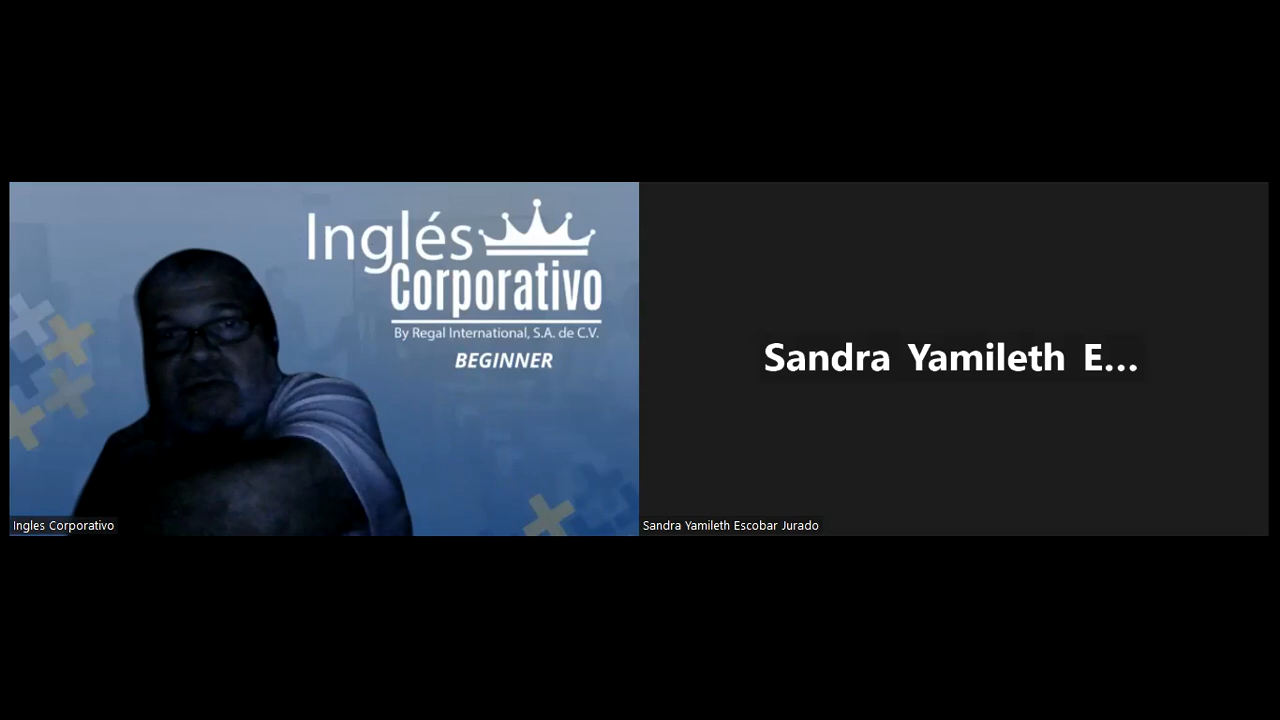 Inglés
Corporativo
By Regal International, S.A. de C.V.
BEGINNER
Ingles Corporativo
Sandra Yamileth E...
Sandra Yamileth Escobar Jurado